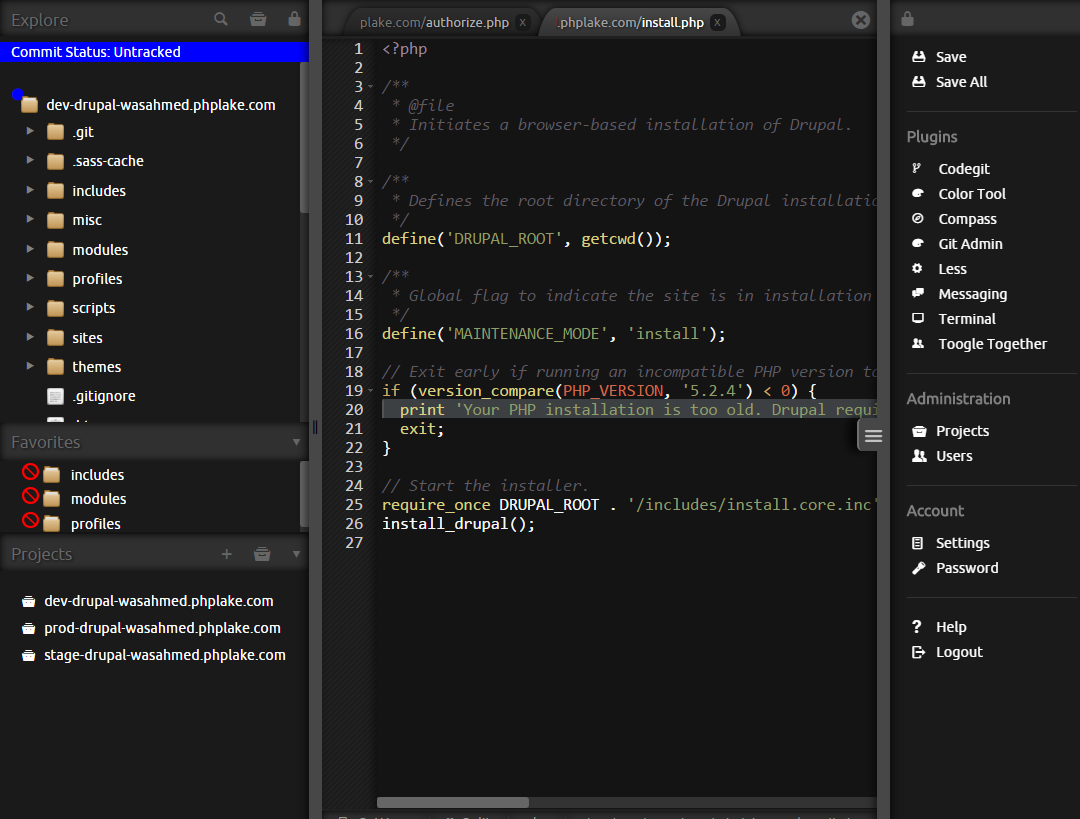 Explore
Commit Status: Untracked
dev-drupal-wasahmed.phplake.com
.git
.sass-cache
includes
misc
modules
profiles
scripts
sites
themes
.gitignore
Favorites
includes
modules
profiles
Projects
dev-drupal-wasahmed.phplake.com
prod-drupal-wasahmed.phplake.com
stage-drupal-wasahmed.phplake.com
plake.com/authorize.php x
.phplake.com/install.php x
1 <?php
2
3 /**
4  * @file
5  * Initiates a browser-based installation of Drupal.
6  */
7
8 /**
9  * Defines the root directory of the Drupal installatio
10  */
11 define('DRUPAL_ROOT', getcwd());
12
13 /**
14  * Global flag to indicate the site is in installation
15  */
16 define('MAINTENANCE_MODE', 'install');
17
18 // Exit early if running an incompatible PHP version to
19 if (version_compare(PHP_VERSION, '5.2.4') < 0) {
20   print 'Your PHP installation is too old. Drupal requi
21   exit;
22 }
23
24 // Start the installer.
25 require_once DRUPAL_ROOT . '/includes/install.core.inc'
26 install_drupal();
27
Save
Save All
Plugins
Codegit
Color Tool
Compass
Git Admin
Less
Messaging
Terminal
Toogle Together
Administration
Projects
Users
Account
Settings
Password
Help
Logout